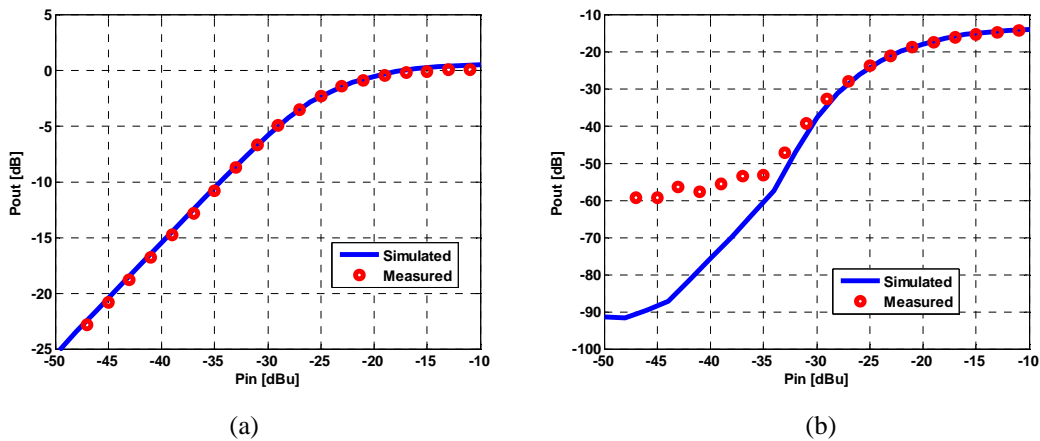 5
0
-5
-10
-15
-20
-25
-50 -45 -40 -35 -30 -25 -20 -15 -10
Pout [dB]
Pin [dBu]
Simulated
Measured
(a)
-10
-20
-30
-40
-50
-60
-70
-80
-90
-100
-50 -45 -40 -35 -30 -25 -20 -15 -10
Pout [dB]
Pin [dBu]
Simulated
Measured
(b)